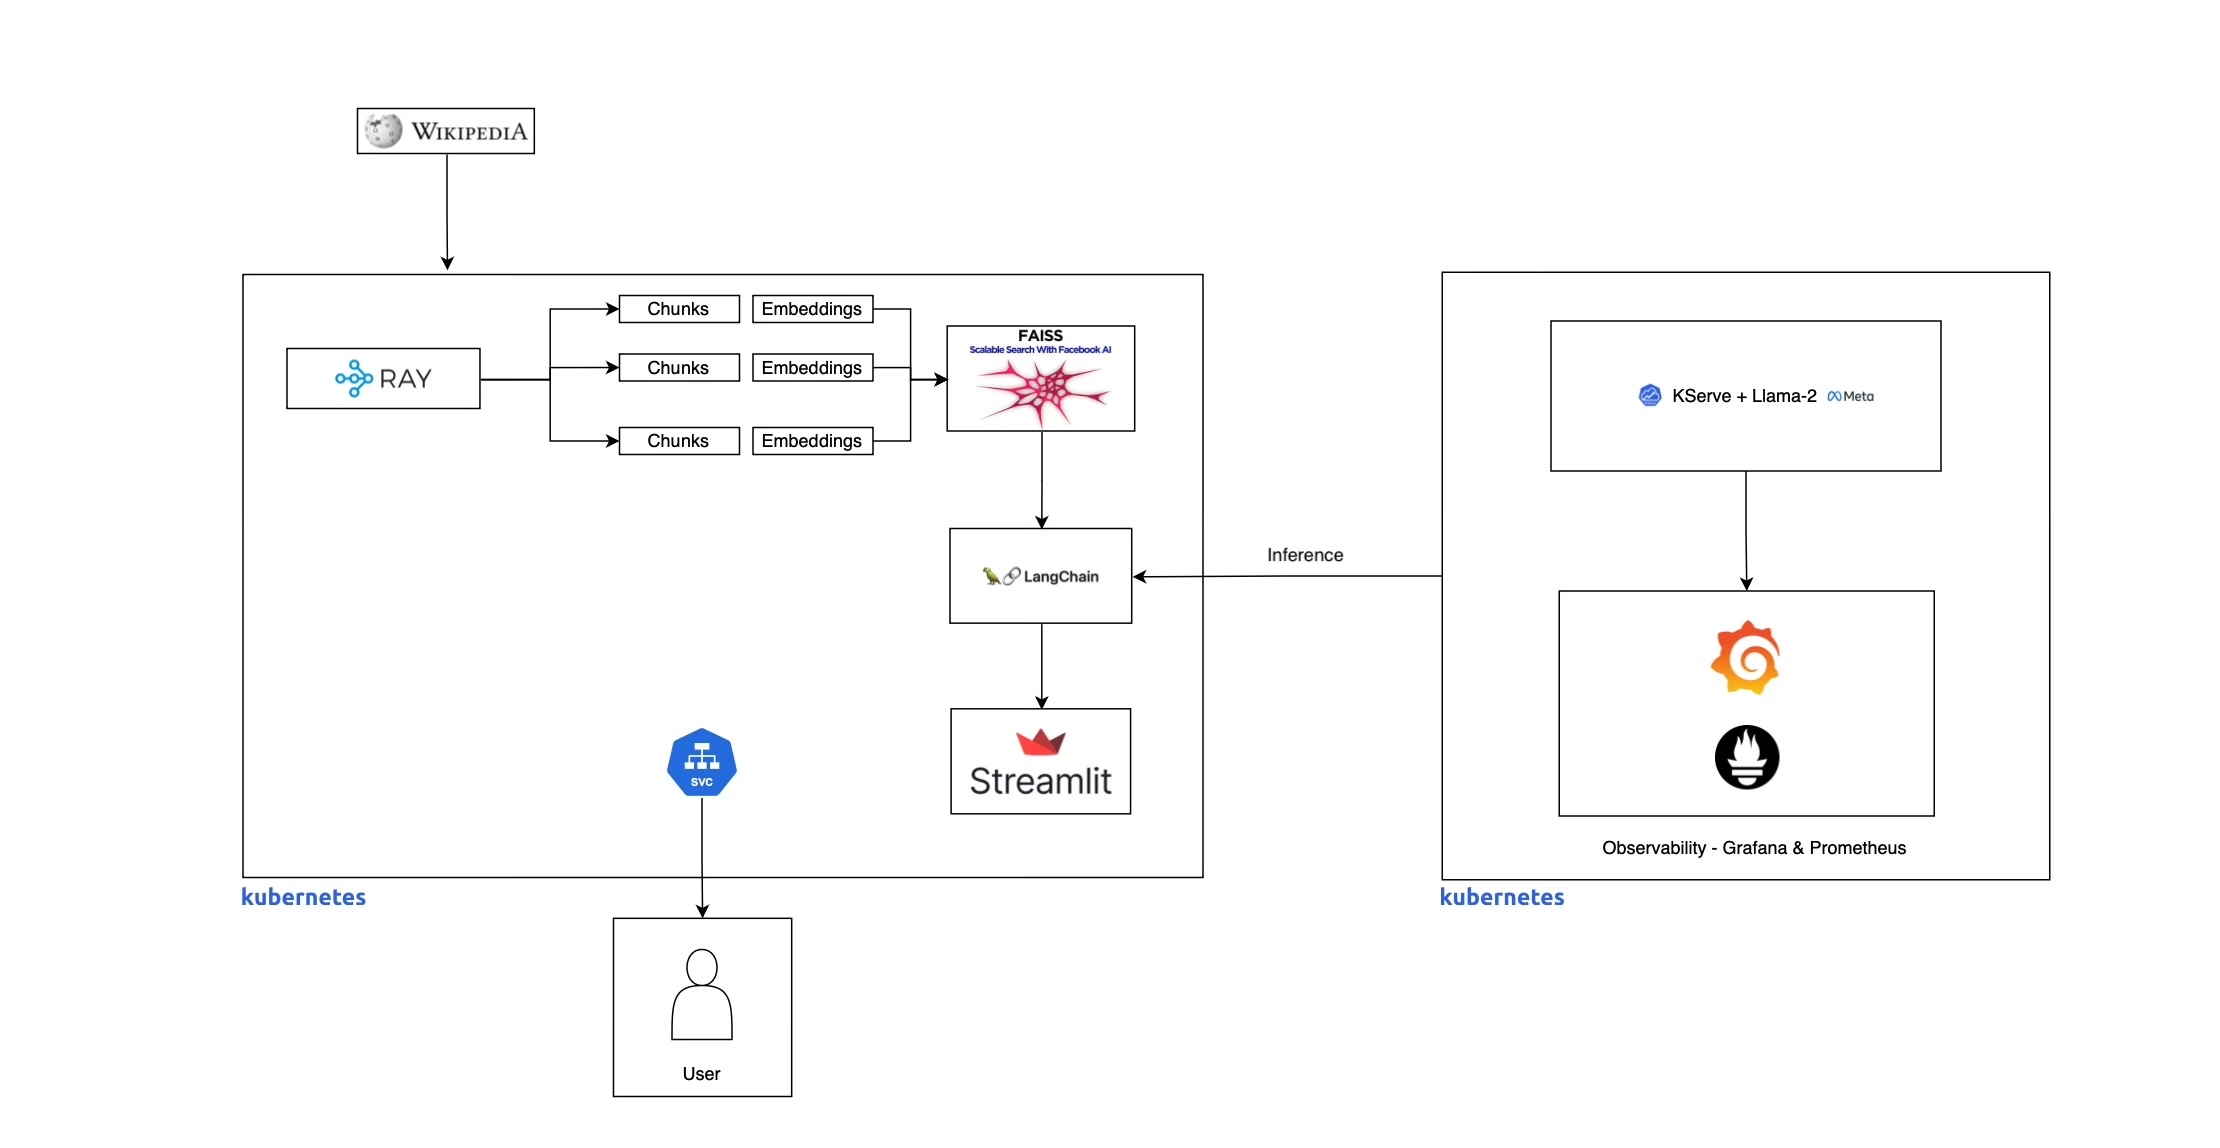 WIKIPEDIA
RAY
Chunks
Embeddings
Chunks
Embeddings
Chunks
Embeddings
FAISS
Scalable Search With Facebook AI
KServe + Llama-2
Meta
LangChain
Inference
svc
Streamlit
Observability - Grafana & Prometheus
kubernetes
kubernetes
User